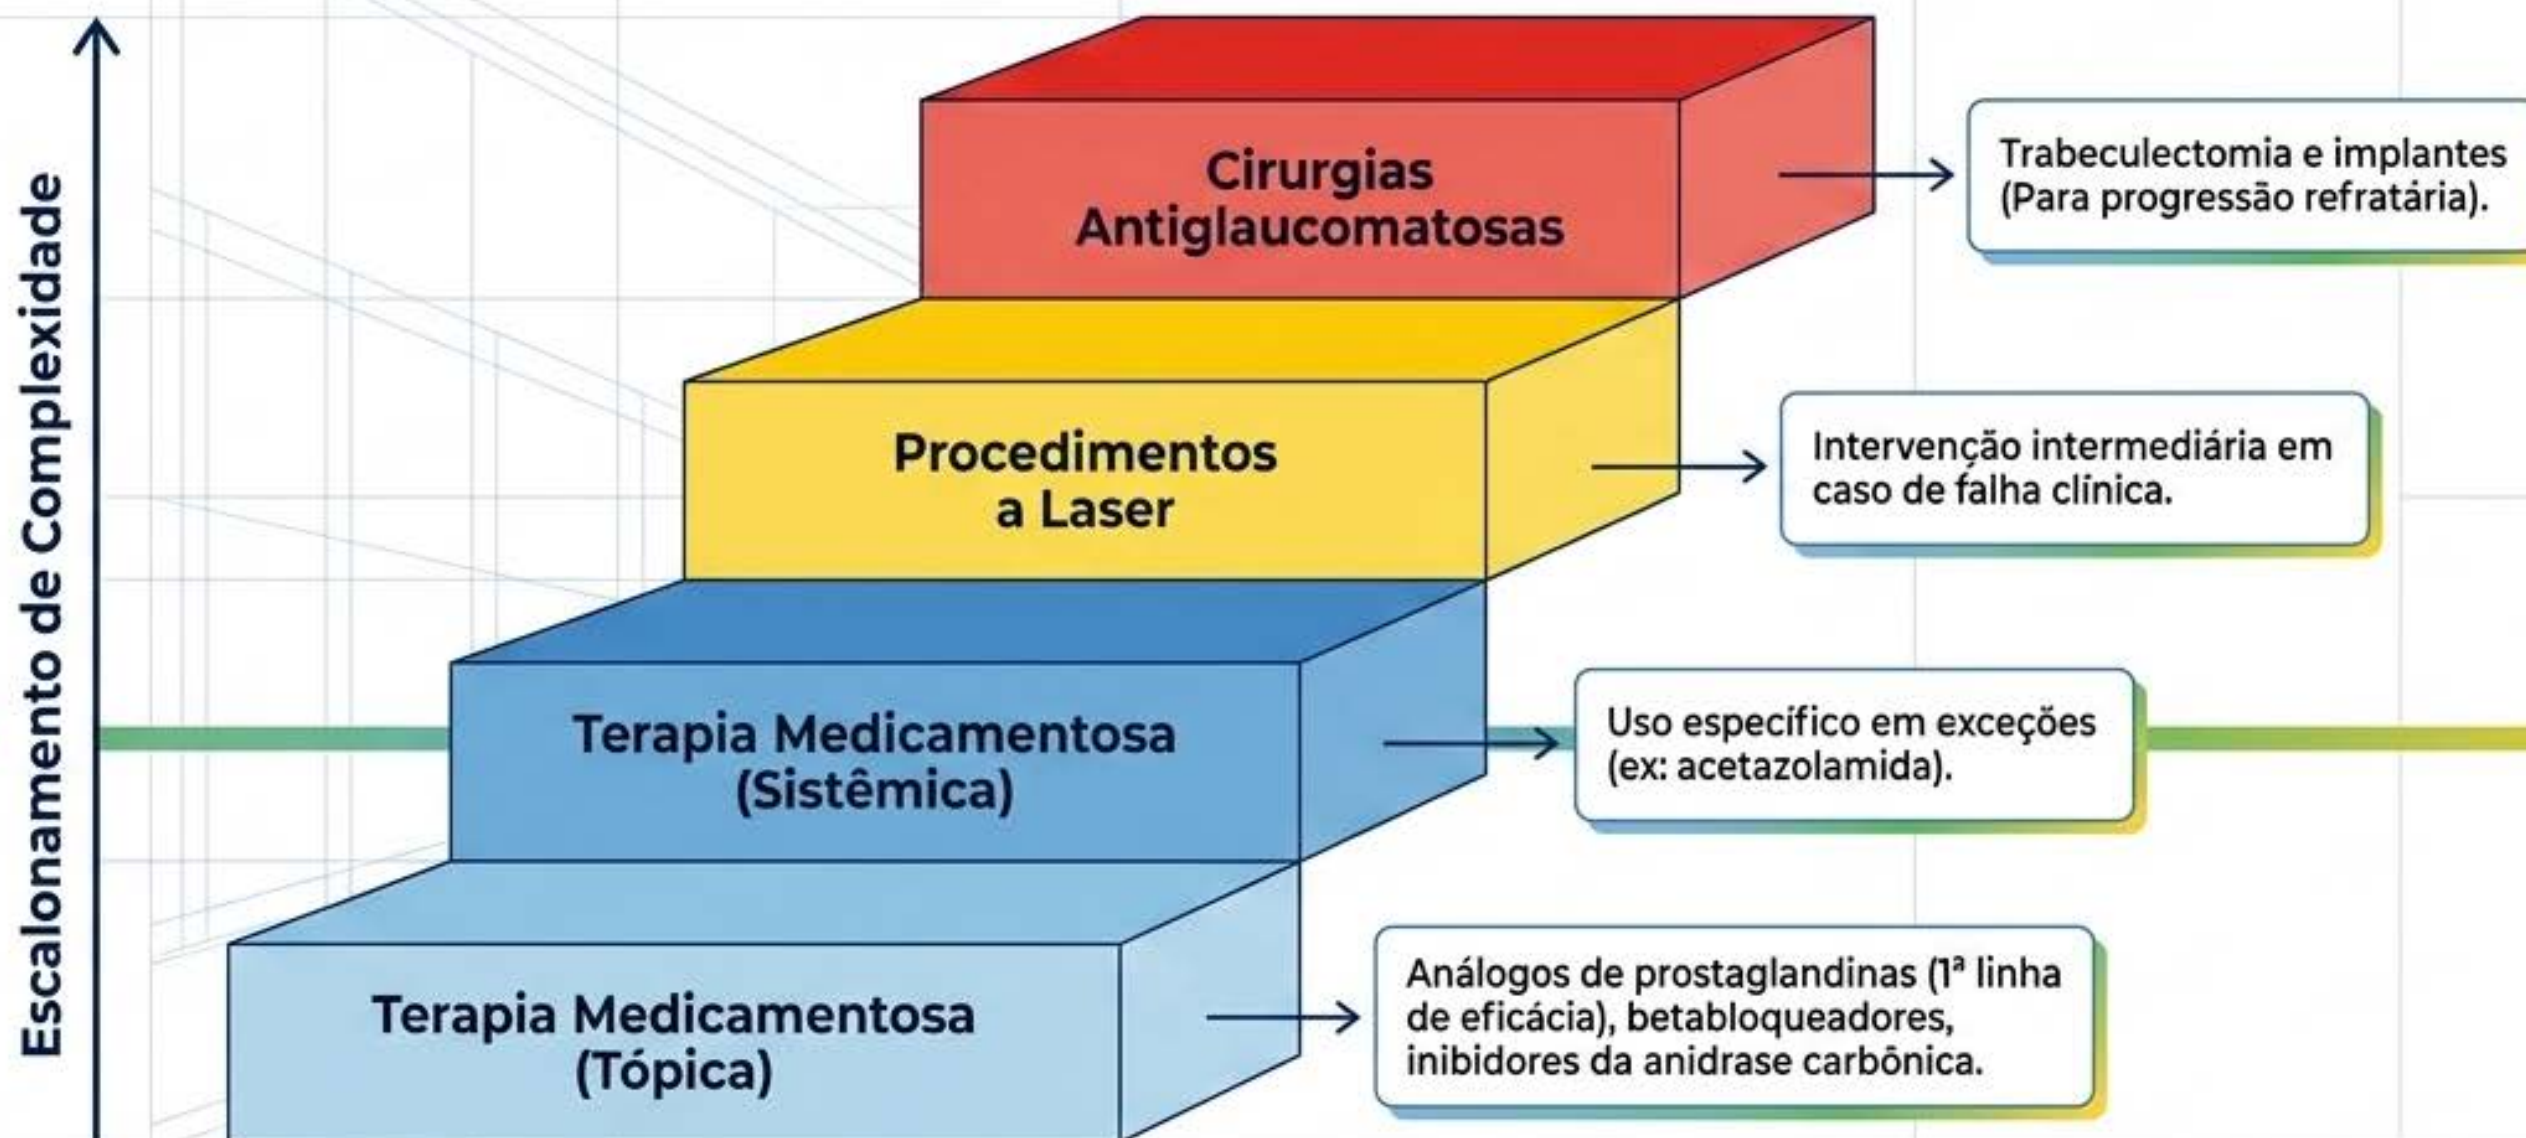 Escalonamento de Complexidade
Cirurgias
Antiglaucomatosas
Trabeculectomia e implantes
(Para progressão refratária).
Procedimentos
a Laser
Intervenção intermediária em
caso de falha clínica.
Terapia Medicamentosa
(Sistêmica)
Uso específico em exceções
(ex: acetazolamida).
Terapia Medicamentosa
(Tópica)
Análogos de prostaglandinas (1ª linha
de eficácia), betabloqueadores,
inibidores da anidrase carbônica.